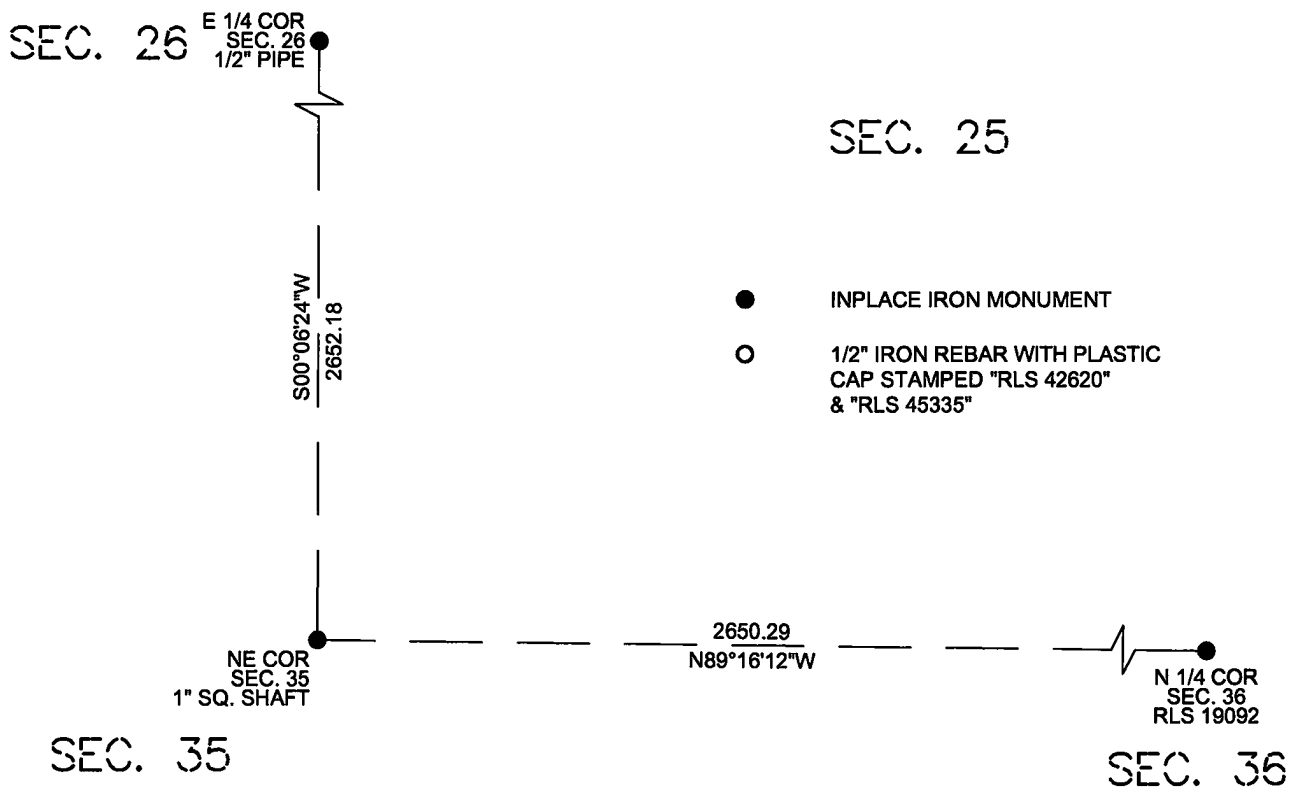 SEC. 26
E 1/4 COR
SEC. 26
1/2" PIPE
SEC. 25
INPLACE IRON MONUMENT
1/2" IRON REBAR WITH PLASTIC
CAP STAMPED "RLS 42620"
& "RLS 45335"
S00°06'24"W
2652.18
2650.29
N89°16'12"W
NE COR
SEC. 35
1" SQ. SHAFT
N 1/4 COR
SEC. 36
RLS 19092
SEC. 35
SEC. 36